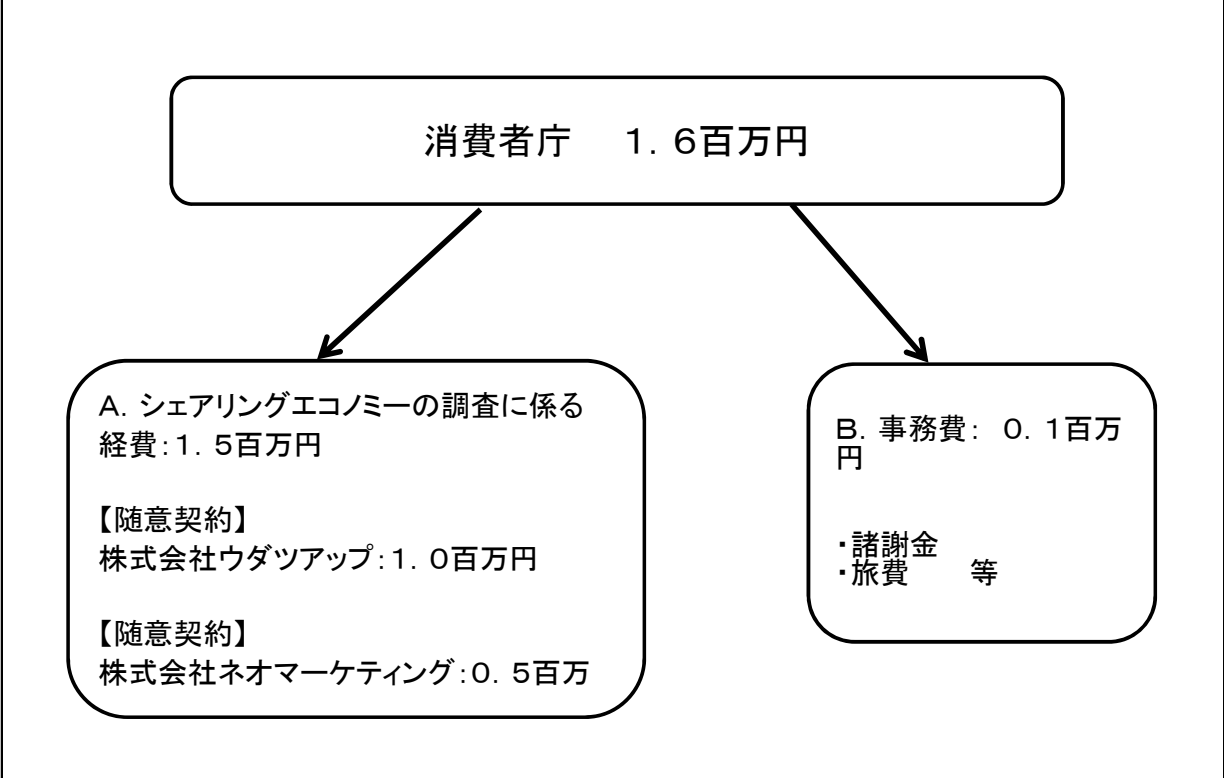 消費者庁　１．６百万円
A．シェアリングエコノミーの調査に係る
経費：１．５百万円
【随意契約】
株式会社ウダツアップ：１．０百万円
【随意契約】
株式会社ネオマーケティング：０．５百万
B．事務費：　０．１百万
円
・諸謝金
・旅費　　等